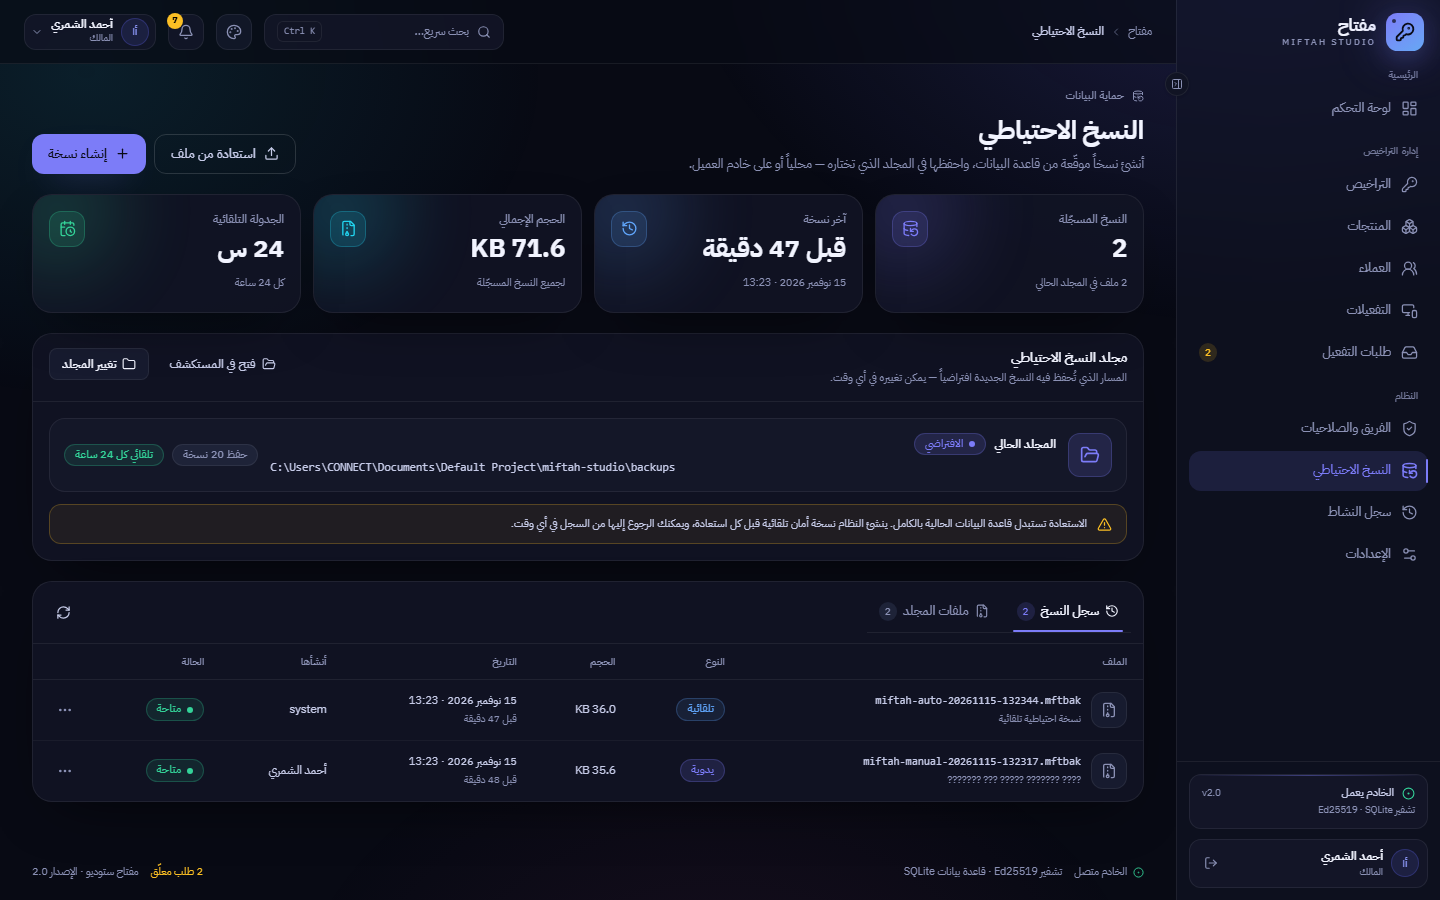 مفتاح
MIFTAH STUDIO
الرئيسية
لوحة التحكم
إدارة التراخيص
التراخيص
المنتجات
العملاء
التفعيلات
طلبات التفعيل 2
النظام
الفريق والصلاحيات
النسخ الاحتياطي
سجل النشاط
الإعدادات
الخادم يعمل v2.0
تشفير Ed25519 · SQLite
أا أحمد الشمري
المالك
مفتاح › النسخ الاحتياطي
بحث سريع... Ctrl K
7
أا أحمد الشمري
المالك
حماية البيانات
النسخ الاحتياطي
أنشئ نسخاً موقّعة من قاعدة البيانات، واحفظها في المجلد الذي تختاره — محلياً أو على خادم العميل.
استعادة من ملف
إنشاء نسخة
النسخ المسجّلة
2
2 ملف في المجلد الحالي
آخر نسخة
قبل 47 دقيقة
15 نوفمبر 2026 · 13:23
الحجم الإجمالي
71.6 KB
لجميع النسخ المسجّلة
الجدولة التلقائية
24 س
كل 24 ساعة
مجلد النسخ الاحتياطي
المسار الذي تُحفظ فيه النسخ الجديدة افتراضياً — يمكن تغييره في أي وقت.
فتح في المستكشف
تغيير المجلد
المجلد الحالي الافتراضي
C:\Users\CONNECT\Documents\Default Project\miftah-studio\backups
حفظ 20 نسخة
تلقائي كل 24 ساعة
الاستعادة تستبدل قاعدة البيانات الحالية بالكامل. ينشئ النظام نسخة أمان تلقائية قبل كل استعادة، ويمكنك الرجوع إليها من السجل في أي وقت.
سجل النسخ 2
ملفات المجلد 2
الملف النوع الحجم التاريخ أنشأها الحالة
miftah-auto-20261115-132344.mftbak تلقائية 36.0 KB 15 نوفمبر 2026 · 13:23 system متاحة
نسخة احتياطية تلقائية قبل 47 دقيقة
miftah-manual-20261115-132317.mftbak يدوية 35.6 KB 15 نوفمبر 2026 · 13:23 أحمد الشمري متاحة
???? ??????? ????? ??? ??????? قبل 48 دقيقة
الخادم متصل تشفير Ed25519 · قاعدة بيانات SQLite
2 طلب معلّق مفتاح ستوديو · الإصدار 2.0